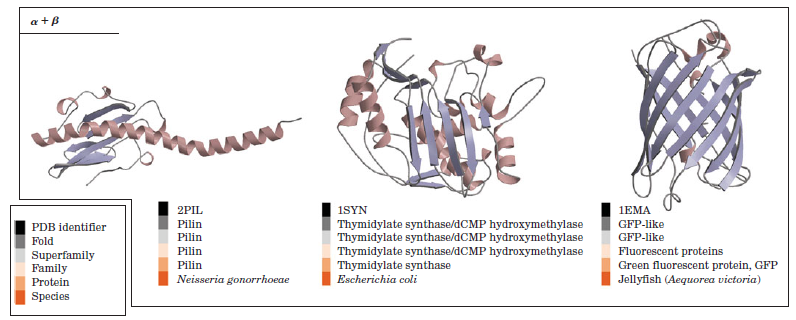 α + β
2PIL
Pilin
Pilin
Pilin
Pilin
Neisseria gonorrhoeae
1SYN
Thymidylate synthase/dCMP hydroxymethylase
Thymidylate synthase/dCMP hydroxymethylase
Thymidylate synthase/dCMP hydroxymethylase
Thymidylate synthase
Escherichia coli
1EMA
GFP-like
GFP-like
Fluorescent proteins
Green fluorescent protein, GFP
Jellyfish (Aequorea victoria)
PDB identifier
Fold
Superfamily
Family
Protein
Species